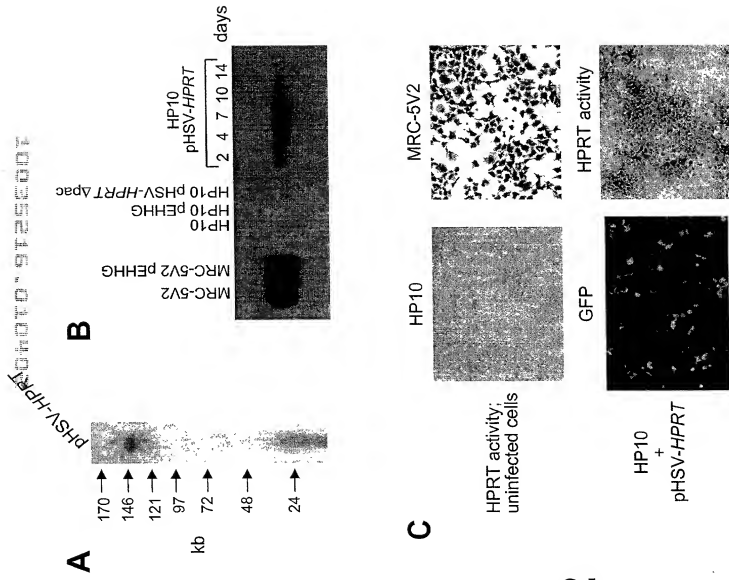 A
pHSV-HPRT
170
146
121
97
72
48
24
kb
B
MRC-5V2
MRC-5V2 pEHHG
HP10
HP10 pEHHG
HP10 pHSV-HPRTΔpac
HP10
pHSV-HPRT
2 4 7 10 14 days
C
HP10
MRC-5V2
HPRT activity;
uninfected cells
GFP
HPRT activity
HP10
+
pHSV-HPRT